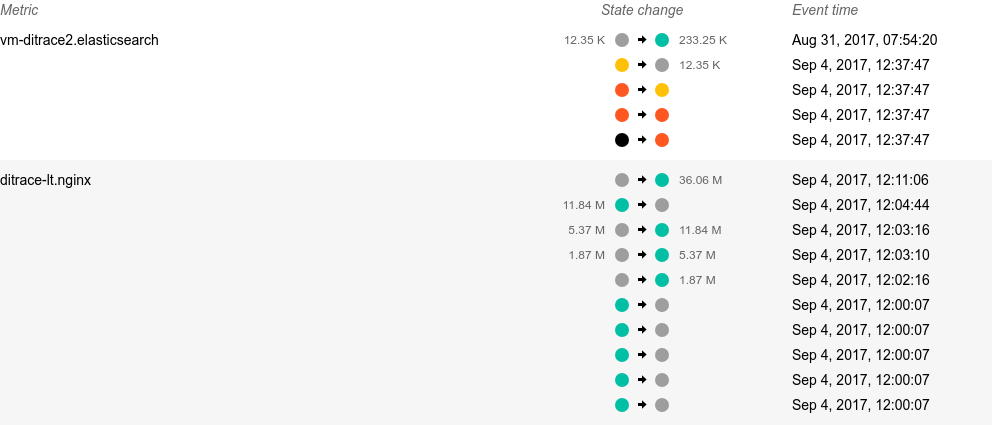 Metric State change Event time
vm-ditrace2.elasticsearch 12.35 K 233.25 K Aug 31, 2017, 07:54:20
12.35 K Sep 4, 2017, 12:37:47
Sep 4, 2017, 12:37:47
Sep 4, 2017, 12:37:47
Sep 4, 2017, 12:37:47
ditrace-lt.nginx 36.06 M Sep 4, 2017, 12:11:06
11.84 M Sep 4, 2017, 12:04:44
5.37 M 11.84 M Sep 4, 2017, 12:03:16
1.87 M 5.37 M Sep 4, 2017, 12:03:10
1.87 M Sep 4, 2017, 12:02:16
Sep 4, 2017, 12:00:07
Sep 4, 2017, 12:00:07
Sep 4, 2017, 12:00:07
Sep 4, 2017, 12:00:07
Sep 4, 2017, 12:00:07